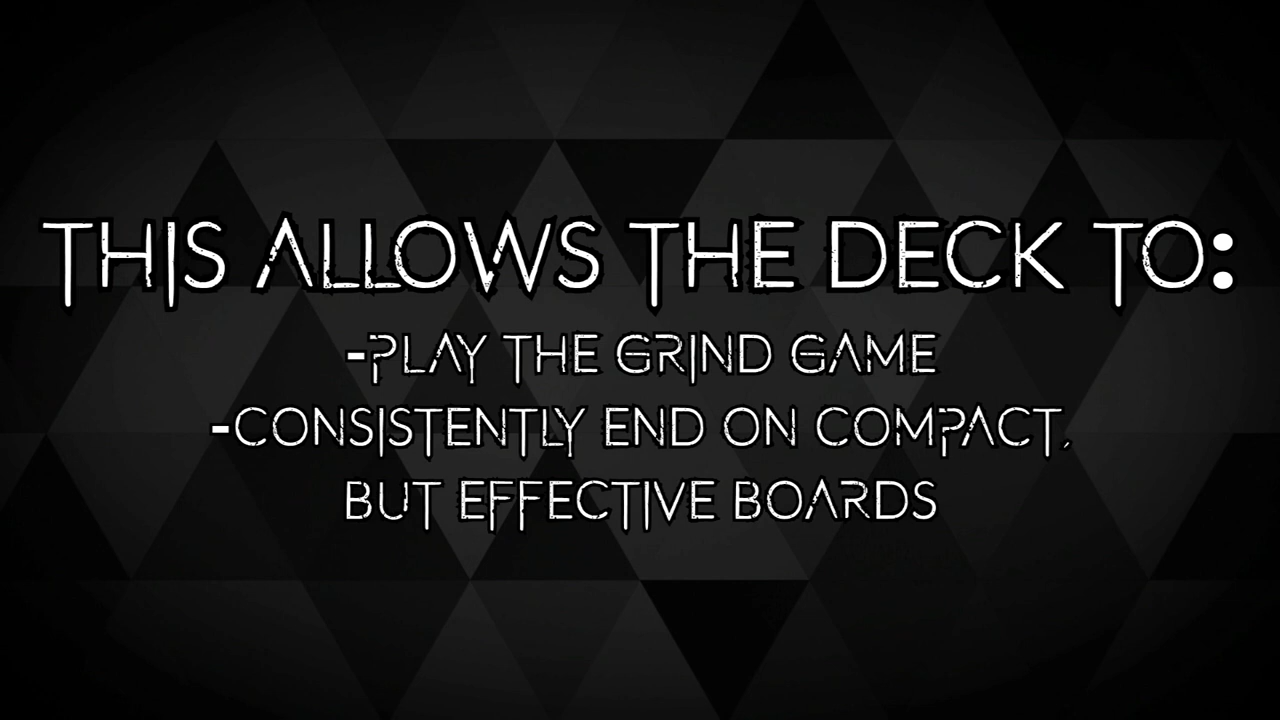 THIS ALLOWS THE DECK TO:
-PLAY THE GRIND GAME
-CONSISTENTLY END ON COMPACT,
BUT EFFECTIVE BOARDS